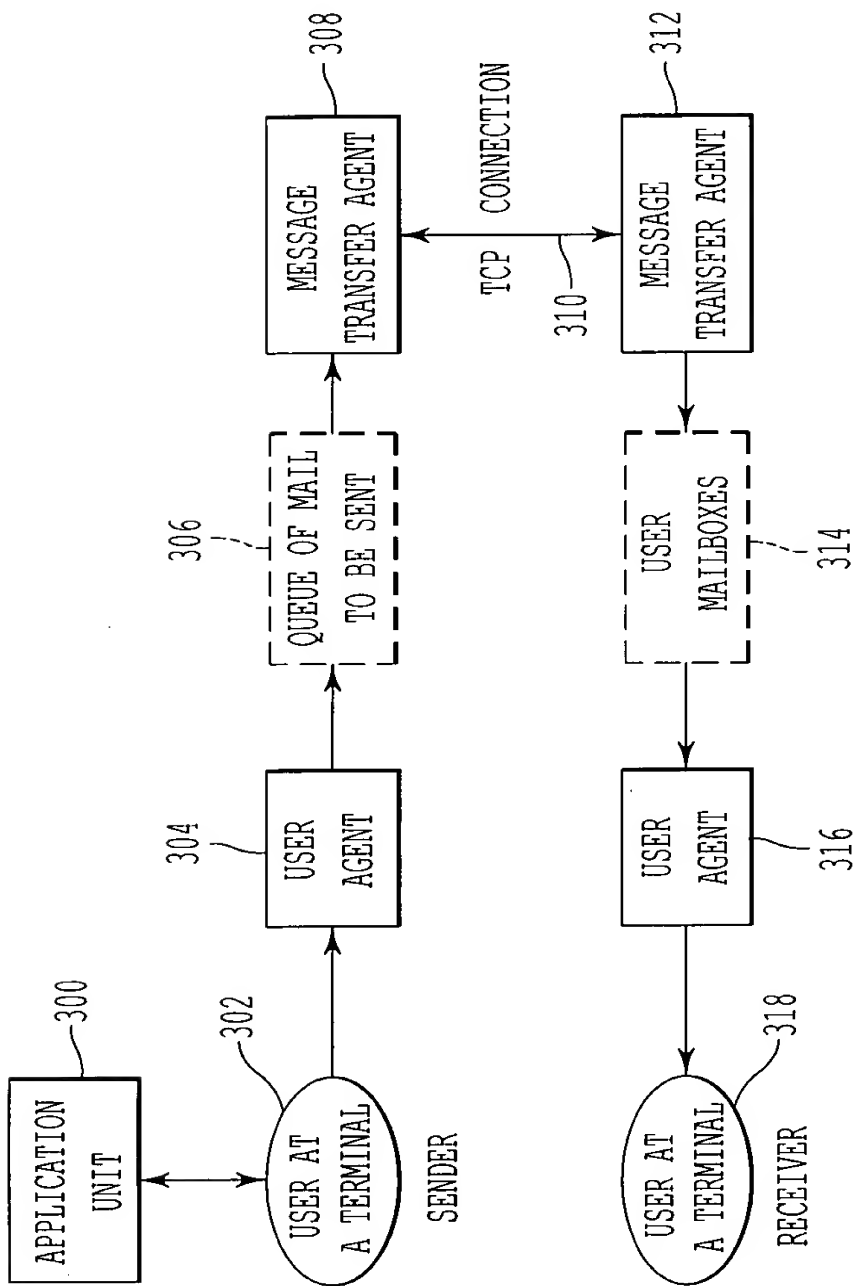 300
APPLICATION
UNIT
302
USER AT
A TERMINAL
SENDER
304
USER
AGENT
306
QUEUE OF MAIL
TO BE SENT
308
MESSAGE
TRANSFER AGENT
TCP CONNECTION
310
312
MESSAGE
TRANSFER AGENT
USER
MAILBOXES
314
USER
AGENT
316
USER AT
A TERMINAL
318
RECEIVER